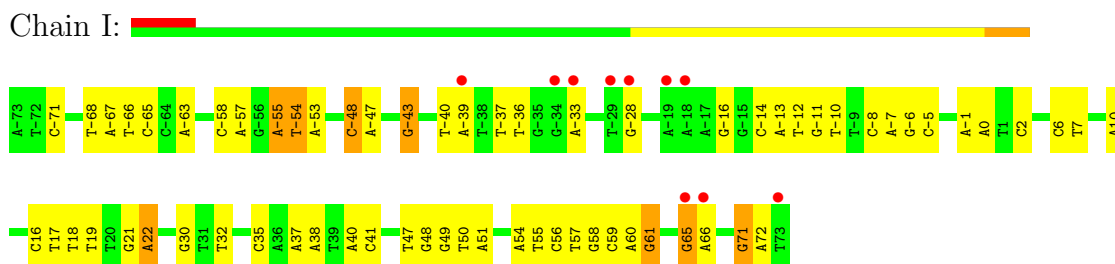 Chain I:
A-73 T-72 C-71 T-68 A-67 T-66 C-65 C-64 A-63 C-58 A-57 G-56 A-55 T-54 A-53 C-48 A-47 G-43 T-40 A-39 T-38 T-37 T-36 G-35 G-34 A-33 T-29 G-28 A-19 A-18 A-17 G-16 G-15 C-14 A-13 T-12 G-11 T-10 T-9 C-8 A-7 G-6 C-5 A-1 A0 T1 C2 C6 T7 A10
C16 T17 T18 T19 T20 G21 A22 G30 T31 T32 C35 A36 A37 A38 T39 A40 C41 T47 G48 G49 T50 A51 A54 T55 C56 T57 G58 C59 A60 G61 G65 A66 G71 A72 T73